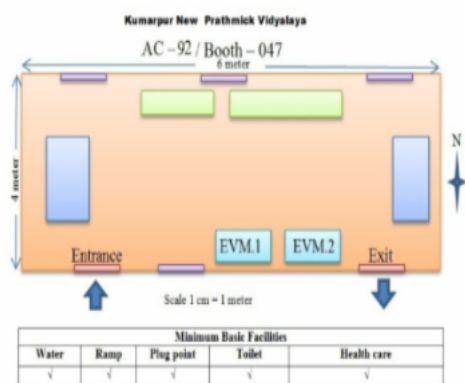 Kumarpur New Prathmick Vidyalaya
AC -92 / Booth -047
6 meter
4 meter
N
EVM.1 EVM.2
Entrance Exit
Scale 1 cm = 1 meter
Minimum Basic Facilities
Water Ramp Plug point Toilet Health care
√ √ √ √ √